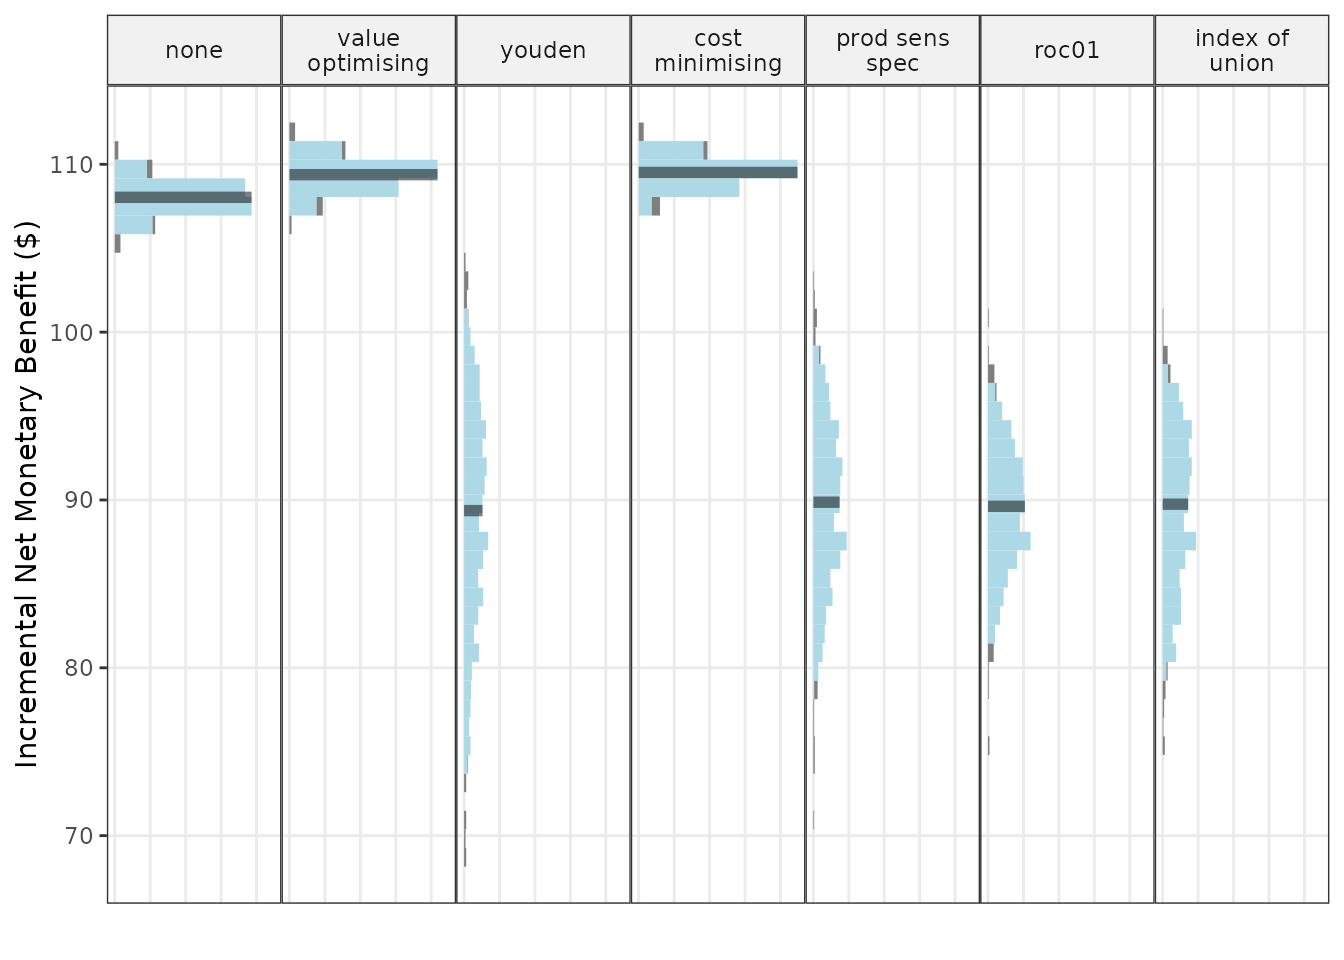 none
value
optimising
youden
cost
minimising
prod sens
spec
roc01
index of
union
Incremental Net Monetary Benefit ($)
110
100
90
80
70